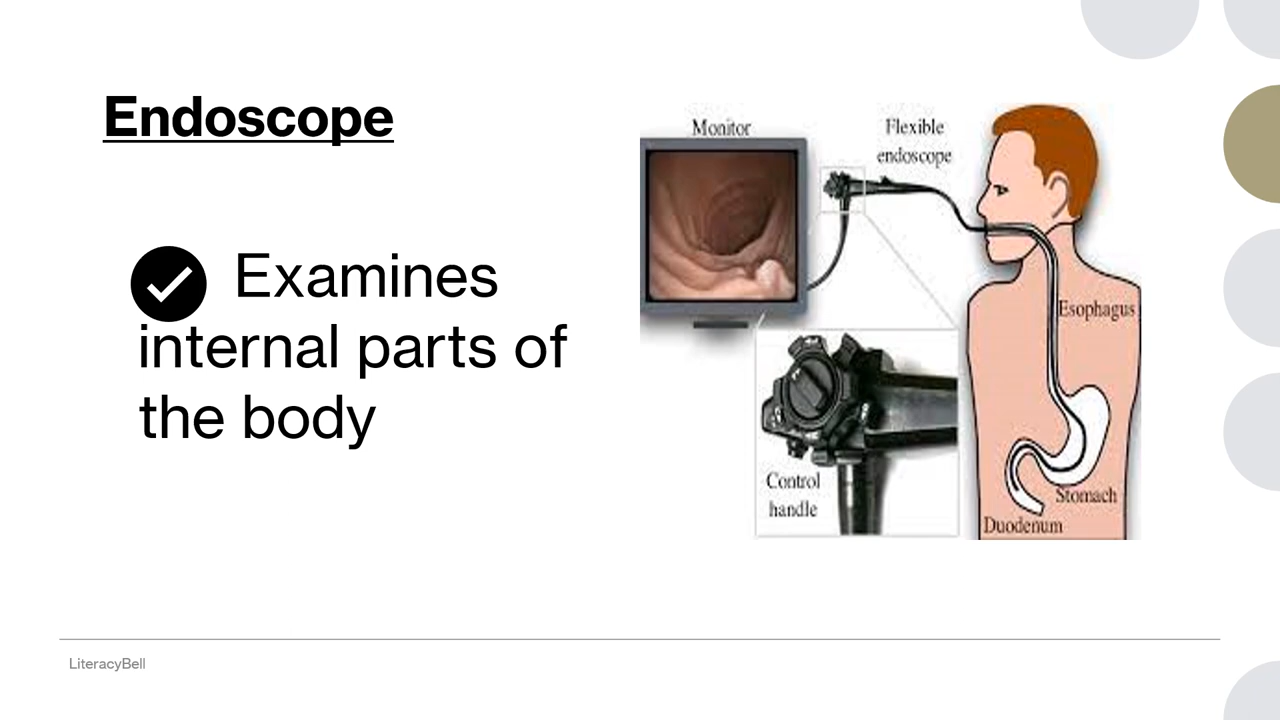 Endoscope
Examines
internal parts of
the body
Monitor
Flexible
endoscope
Esophagus
Stomach
Duodenum
Control
handle
LiteracyBell